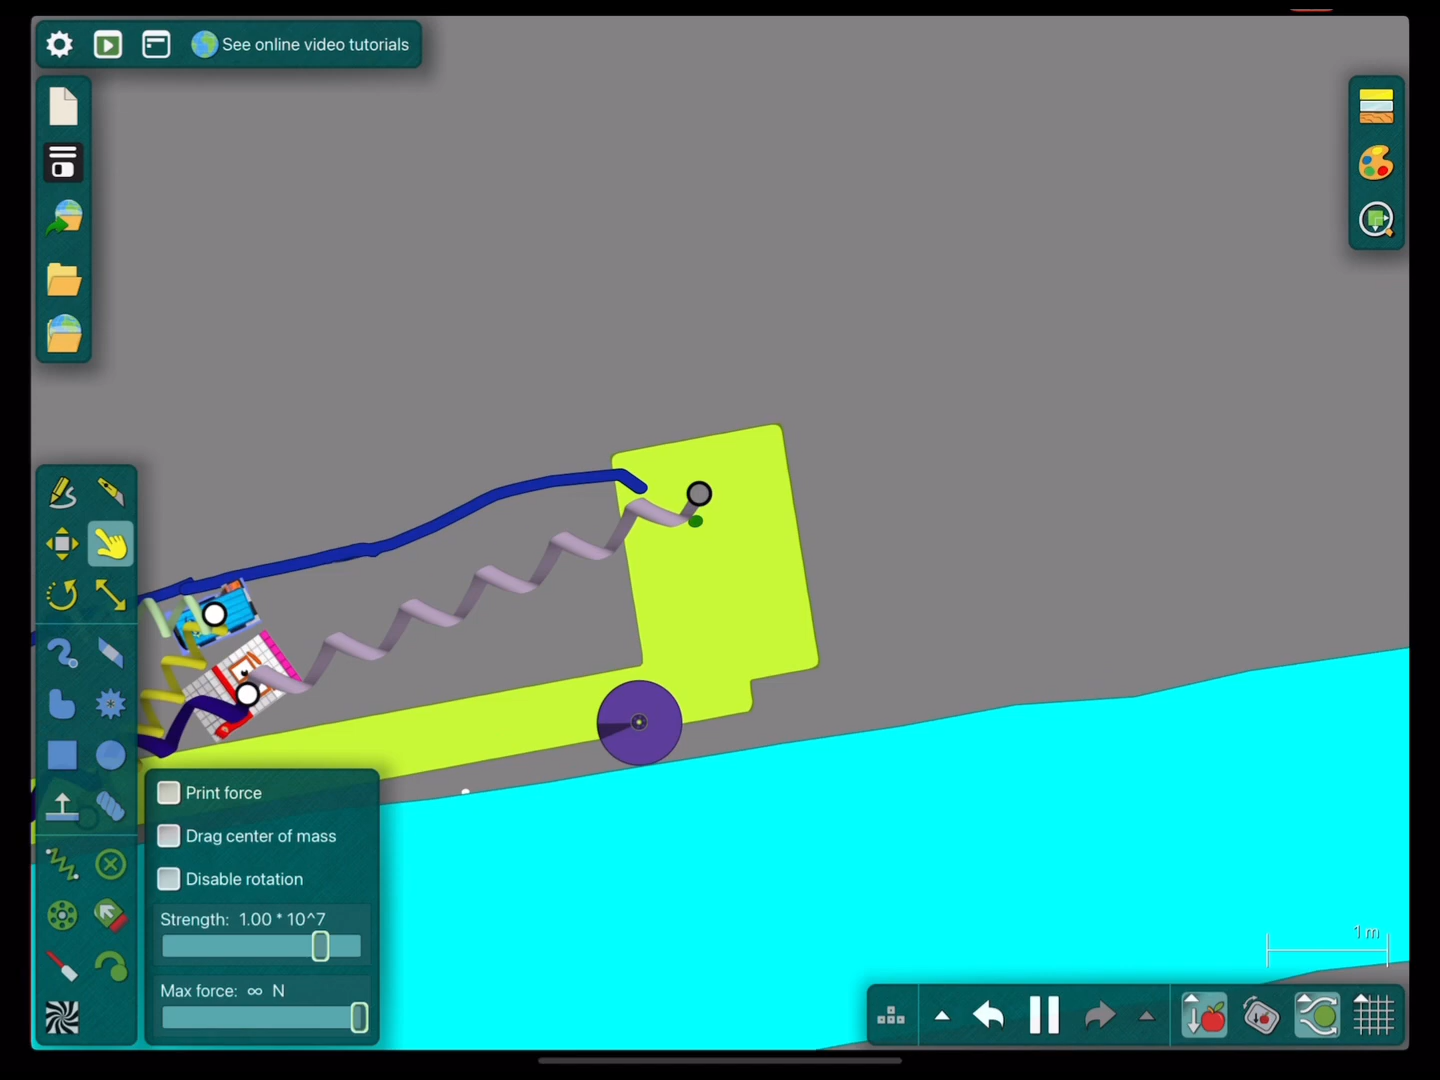 See online video tutorials
Print force
Drag center of mass
Disable rotation
Strength: 1.00 * 10^7
Max force: ∞ N
1 m